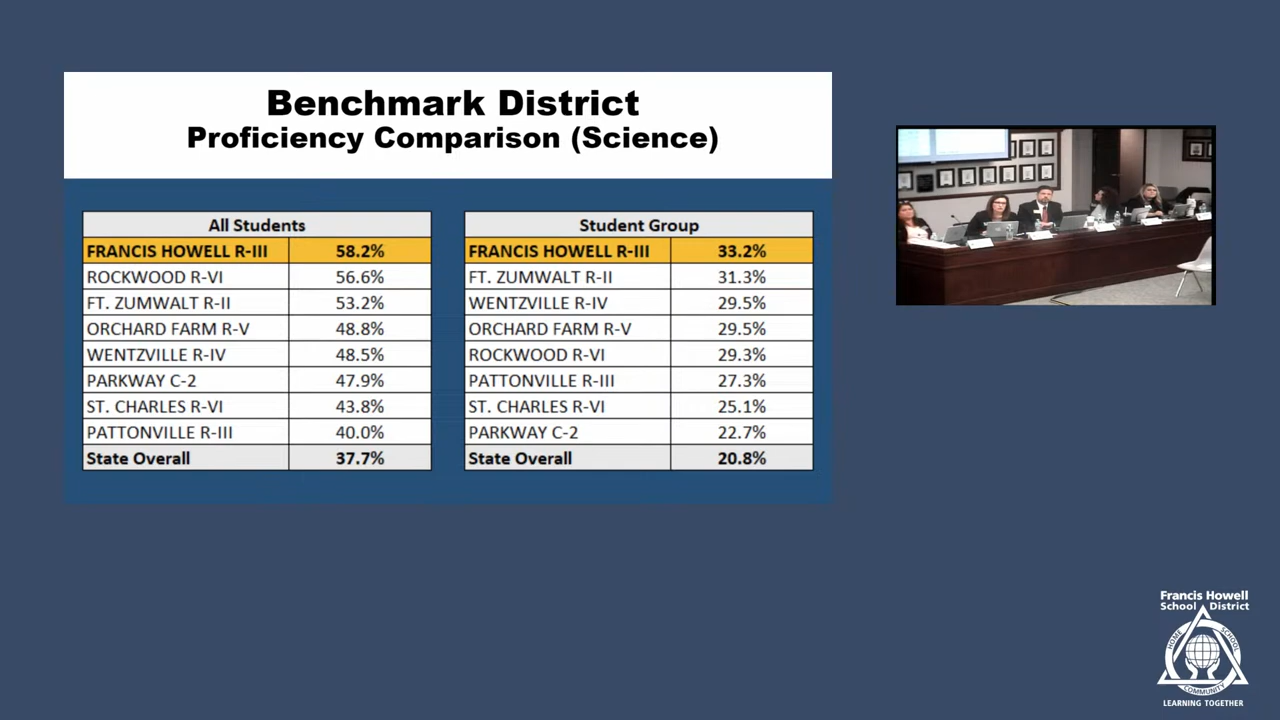 Benchmark District
Proficiency Comparison (Science)
All Students
FRANCIS HOWELL R-III 58.2%
ROCKWOOD R-VI 56.6%
FT. ZUMWALT R-II 53.2%
ORCHARD FARM R-V 48.8%
WENTZVILLE R-IV 48.5%
PARKWAY C-2 47.9%
ST. CHARLES R-VI 43.8%
PATTONVILLE R-III 40.0%
State Overall 37.7%
Student Group
FRANCIS HOWELL R-III 33.2%
FT. ZUMWALT R-II 31.3%
WENTZVILLE R-IV 29.5%
ORCHARD FARM R-V 29.5%
ROCKWOOD R-VI 29.3%
PATTONVILLE R-III 27.3%
ST. CHARLES R-VI 25.1%
PARKWAY C-2 22.7%
State Overall 20.8%
Francis Howell
School District
HOME
SCHOOL
COMMUNITY
LEARNING TOGETHER